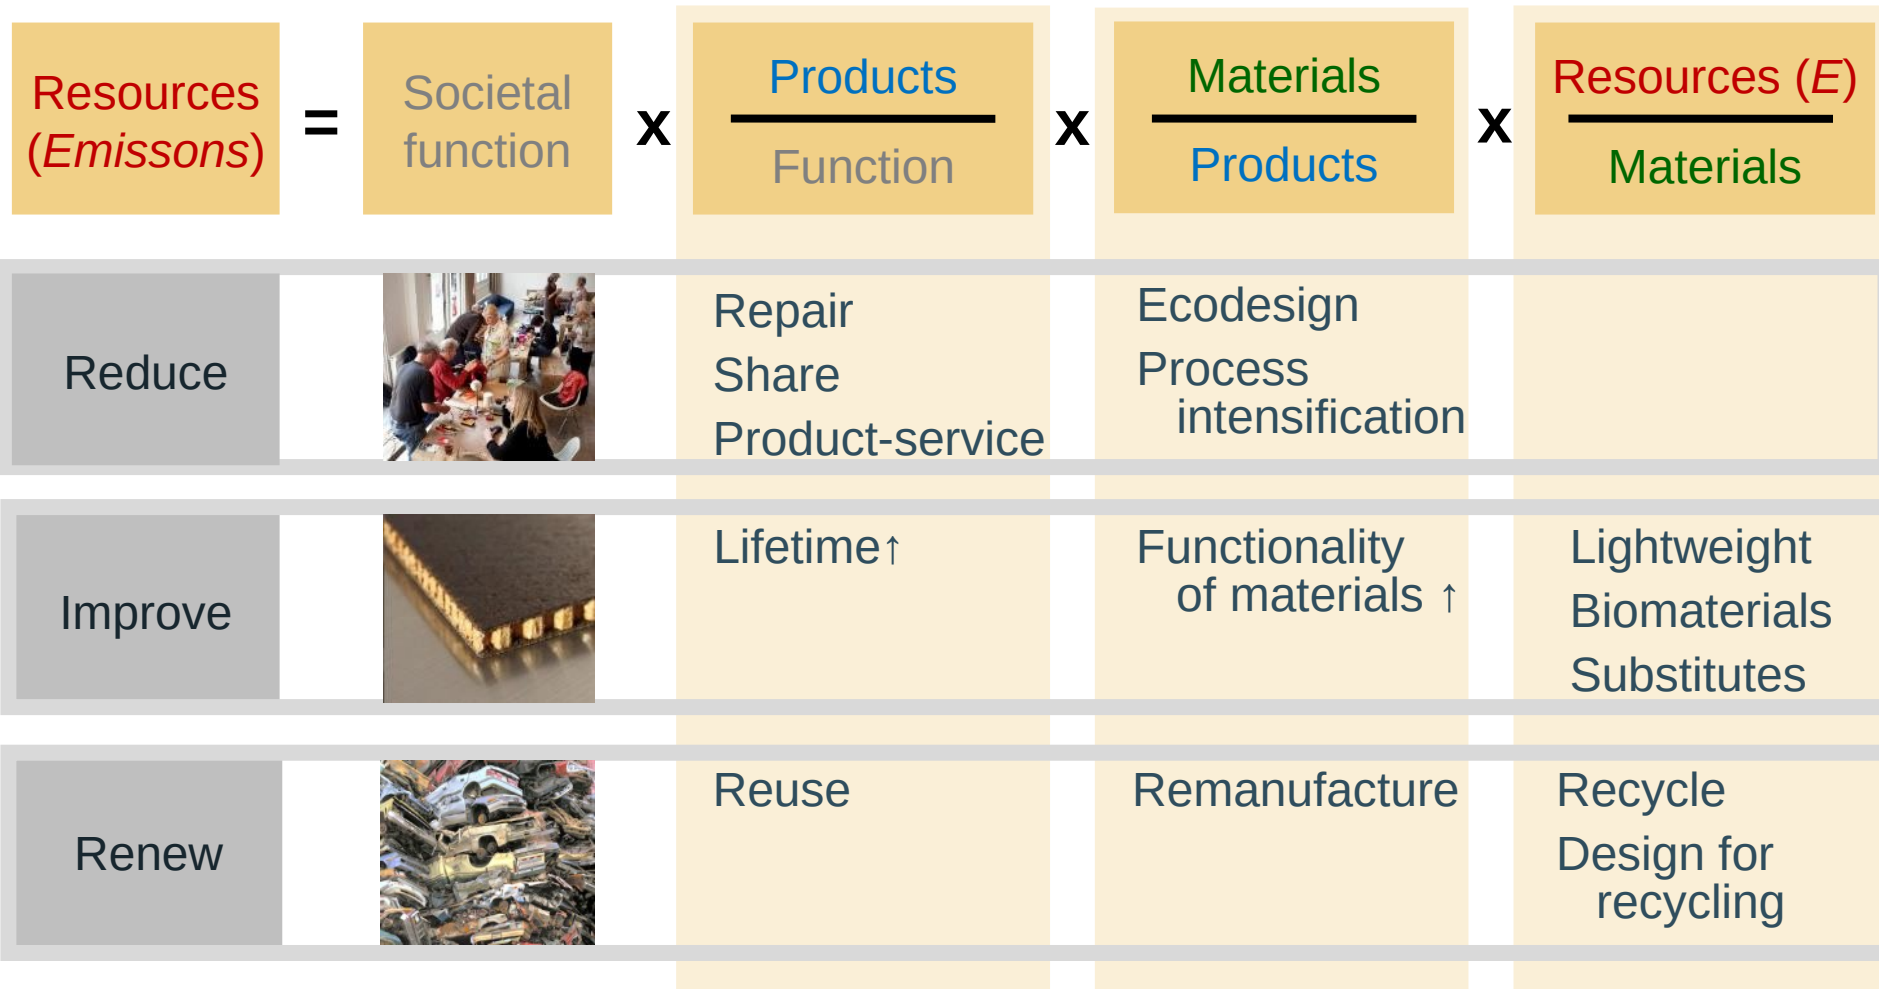 Resources
(Emissons)
=
Societal
function
x
Products
Function
x
Materials
Products
x
Resources (E)
Materials
Reduce
Repair
Share
Product-service
Ecodesign
Process
intensification
Improve
Lifetime↑
Functionality
of materials ↑
Lightweight
Biomaterials
Substitutes
Renew
Reuse
Remanufacture
Recycle
Design for
recycling